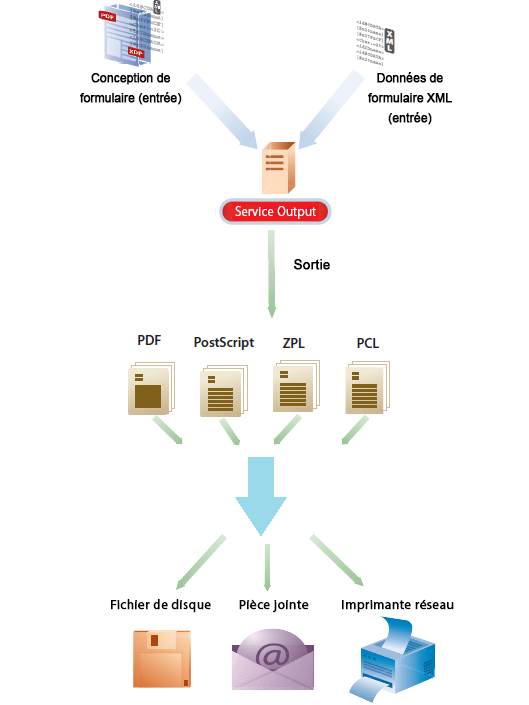 PDF
XDP
XML
Conception de
formulaire (entrée)
Données de
formulaire XML
(entrée)
Service Output
Sortie
PDF
PostScript
ZPL
PCL
Fichier de disque
Pièce jointe
Imprimante réseau
@